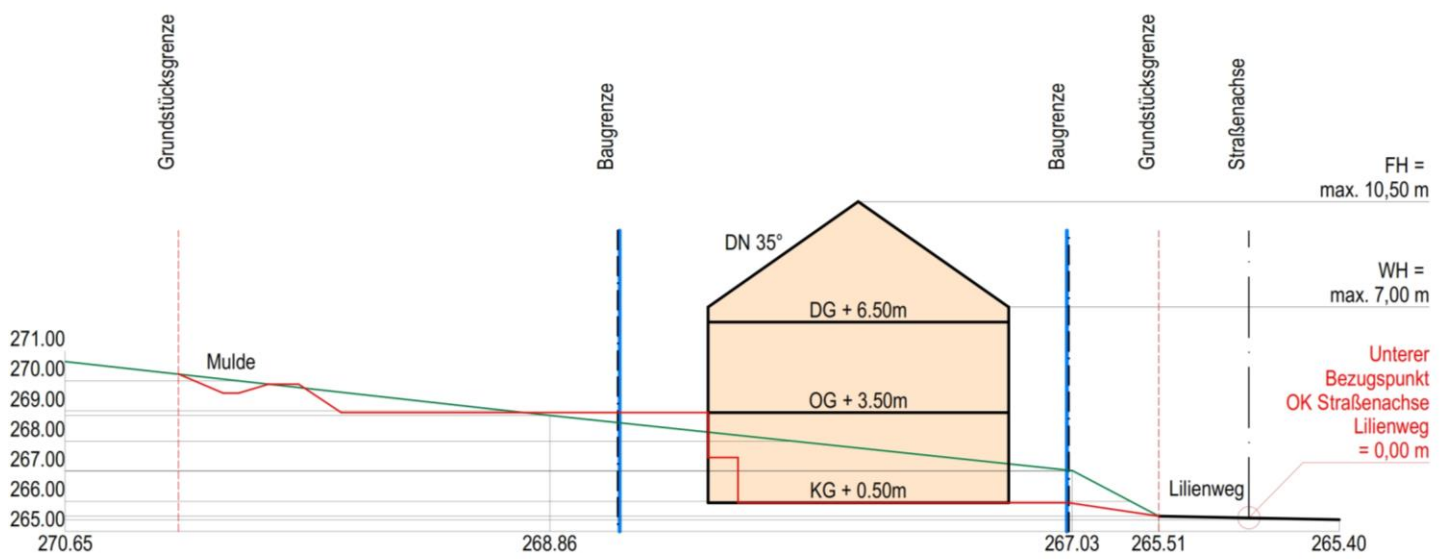 Grundstücksgrenze
Baugrenze
Baugrenze
Grundstücksgrenze
Straßenachse
FH =
max. 10,50 m
DN 35°
WH =
max. 7,00 m
DG + 6.50m
271.00
Mulde
270.00
269.00
OG + 3.50m
268.00
267.00
266.00
KG + 0.50m
265.00
Unterer
Bezugspunkt
OK Straßenachse
Lilienweg
= 0,00 m
Lilienweg
270.65
268.86
267.03
265.51
265.40